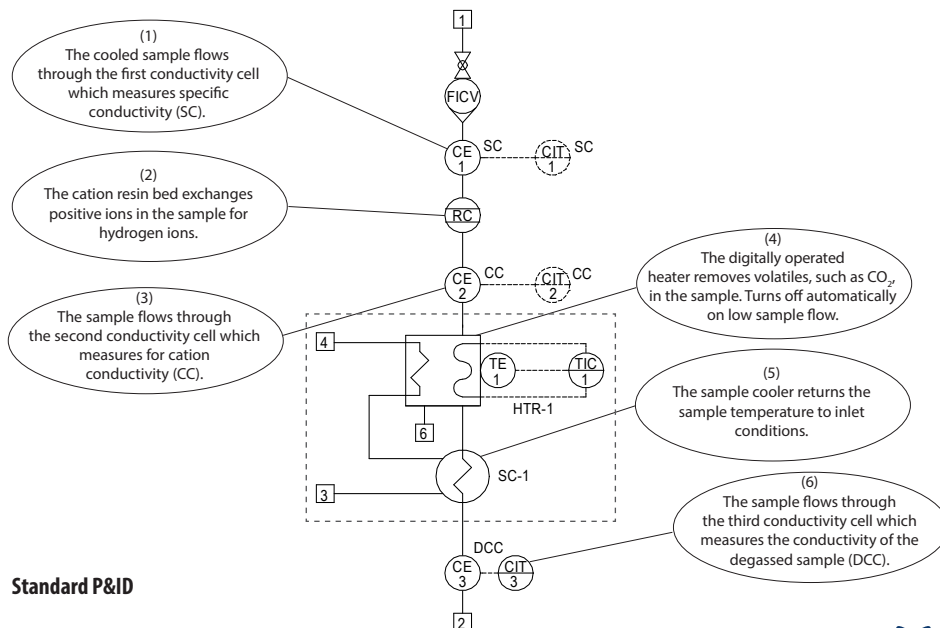 1
(1)
The cooled sample flows
through the first conductivity cell
which measures specific
conductivity (SC).
FICV
CE
1
SC
CIT
1
SC
(2)
The cation resin bed exchanges
positive ions in the sample for
hydrogen ions.
RC
(3)
The sample flows through
the second conductivity cell which
measures for cation
conductivity (CC).
CE
2
CC
CIT
2
CC
(4)
The digitally operated
heater removes volatiles, such as CO₂,
in the sample. Turns off automatically
on low sample flow.
4
TE
1
TIC
1
HTR-1
6
(5)
The sample cooler returns the
sample temperature to inlet
conditions.
SC-1
3
(6)
The sample flows through
the third conductivity cell which
measures the conductivity of the
degassed sample (DCC).
DCC
CE
3
CIT
3
Standard P&ID
2